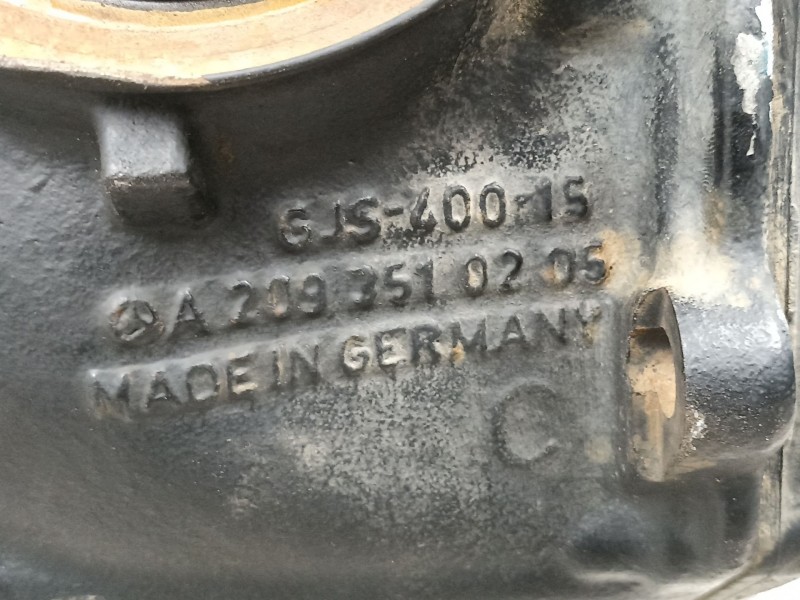 GJS-400-15
A 209 351 02 05
MADE IN GERMANY
C